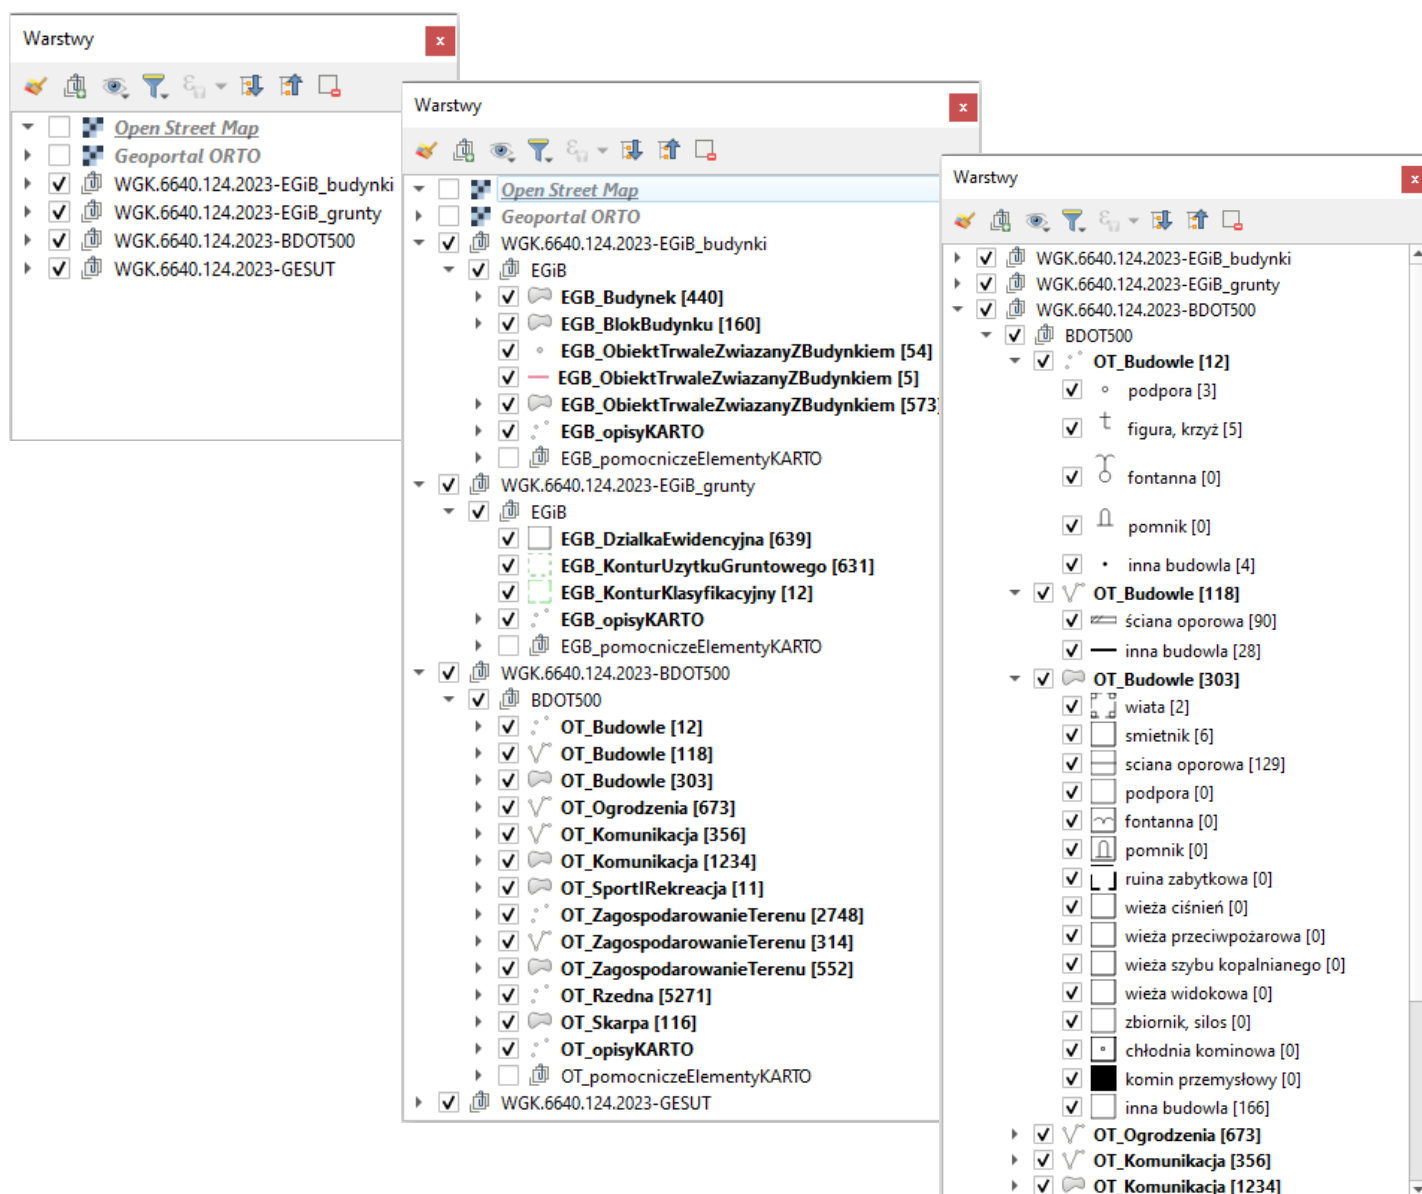 Warstwy
x
Open Street Map
Geoportal ORTO
WGK.6640.124.2023-EGiB_budynki
WGK.6640.124.2023-EGiB_grunty
WGK.6640.124.2023-BDOT500
WGK.6640.124.2023-GESUT
Warstwy
x
Open Street Map
Geoportal ORTO
WGK.6640.124.2023-EGiB_budynki
EGiB
EGB_Budynek [440]
EGB_BlokBudynku [160]
EGB_ObiektTrwaleZwiazanyZBudynkiem [54]
EGB_ObiektTrwaleZwiazanyZBudynkiem [5]
EGB_ObiektTrwaleZwiazanyZBudynkiem [573]
EGB_opisyKARTO
EGB_pomocniczeElementyKARTO
WGK.6640.124.2023-EGiB_grunty
EGiB
EGB_DzialkaEwidencyjna [639]
EGB_KonturUzytkuGruntowego [631]
EGB_KonturKlasyfikacyjny [12]
EGB_opisyKARTO
EGB_pomocniczeElementyKARTO
WGK.6640.124.2023-BDOT500
BDOT500
OT_Budowle [12]
OT_Budowle [118]
OT_Budowle [303]
OT_Ogrodzenia [673]
OT_Komunikacja [356]
OT_Komunikacja [1234]
OT_SportIRekreacja [11]
OT_ZagospodarowanieTerenu [2748]
OT_ZagospodarowanieTerenu [314]
OT_ZagospodarowanieTerenu [552]
OT_Rzedna [5271]
OT_Skarpa [116]
OT_opisyKARTO
OT_pomocniczeElementyKARTO
WGK.6640.124.2023-GESUT
Warstwy
x
WGK.6640.124.2023-EGiB_budynki
WGK.6640.124.2023-EGiB_grunty
WGK.6640.124.2023-BDOT500
BDOT500
OT_Budowle [12]
podpora [3]
figura, krzyż [5]
fontanna [0]
pomnik [0]
inna budowla [4]
OT_Budowle [118]
ściana oporowa [90]
inna budowla [28]
OT_Budowle [303]
wiata [2]
smietnik [6]
sciana oporowa [129]
podpora [0]
fontanna [0]
pomnik [0]
ruina zabytkowa [0]
wieża ciśnień [0]
wieża przeciwpożarowa [0]
wieża szybu kopalnianego [0]
wieża widokowa [0]
zbiornik, silos [0]
chłodnia kominowa [0]
komin przemysłowy [0]
inna budowla [166]
OT_Ogrodzenia [673]
OT_Komunikacja [356]
OT_Komunikacja [1234]